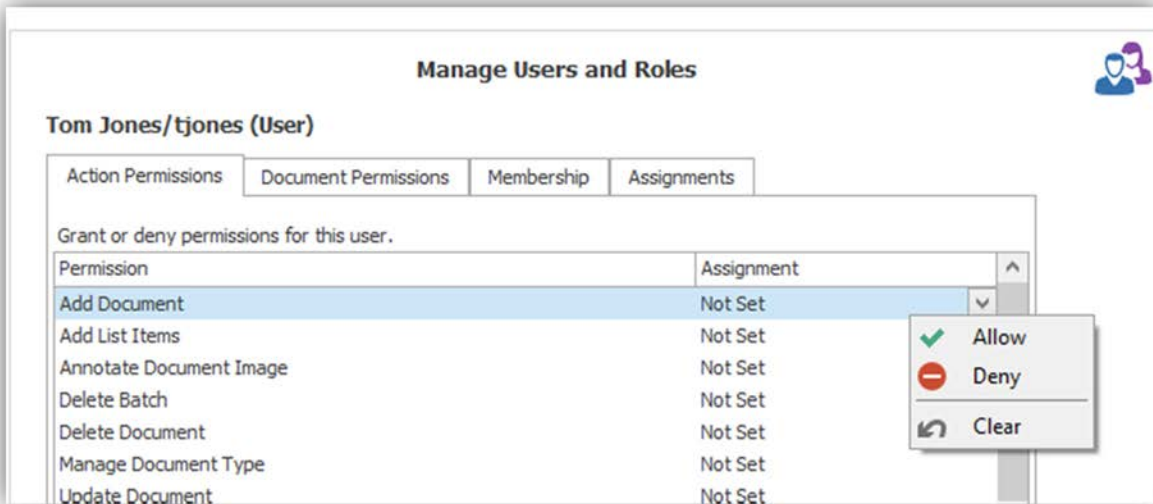 Manage Users and Roles
Tom Jones/tjones (User)
Action Permissions Document Permissions Membership Assignments
Grant or deny permissions for this user.
Permission Assignment
Add Document Not Set
Add List Items Not Set
Allow
Annotate Document Image Not Set
Deny
Delete Batch Not Set
Delete Document Not Set
Clear
Manage Document Type Not Set
Update Document Not Set